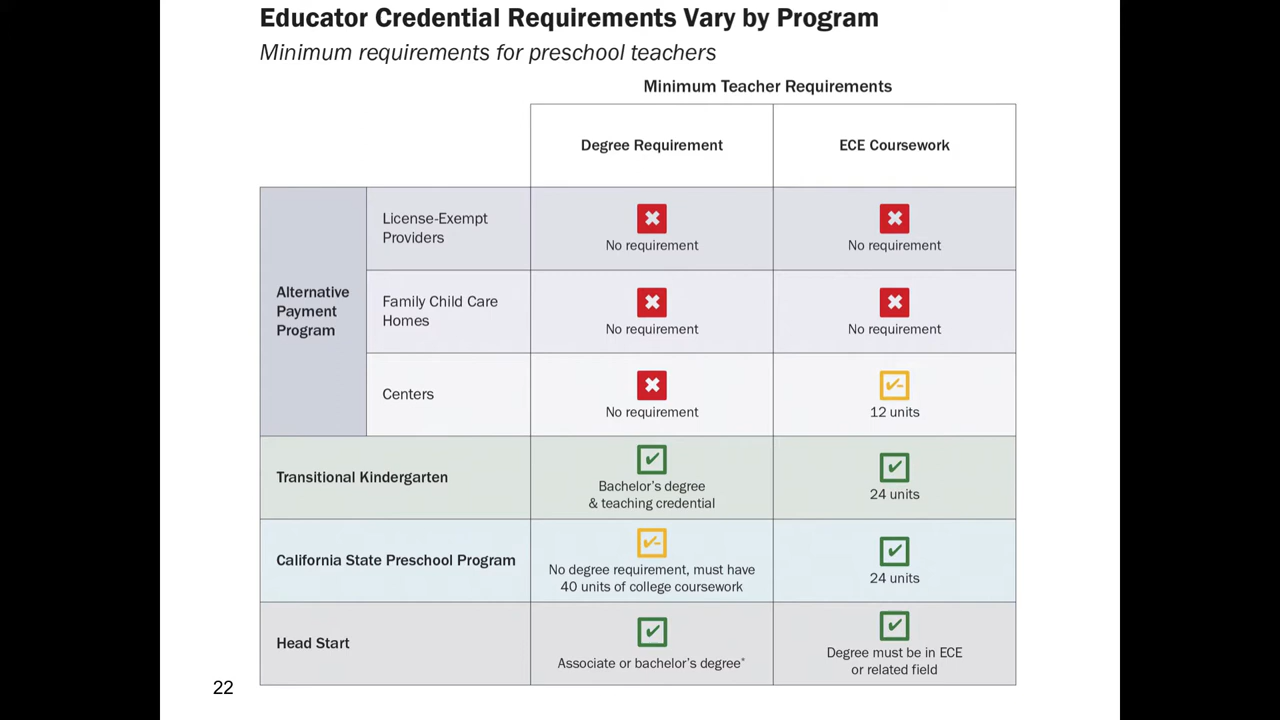 Educator Credential Requirements Vary by Program
Minimum requirements for preschool teachers
Minimum Teacher Requirements
Degree Requirement
ECE Coursework
Alternative
Payment
Program
License-Exempt
Providers
No requirement
No requirement
Family Child Care
Homes
No requirement
No requirement
Centers
No requirement
12 units
Transitional Kindergarten
Bachelor's degree
& teaching credential
24 units
California State Preschool Program
No degree requirement, must have
40 units of college coursework
24 units
Head Start
Associate or bachelor's degree*
Degree must be in ECE
or related field
22